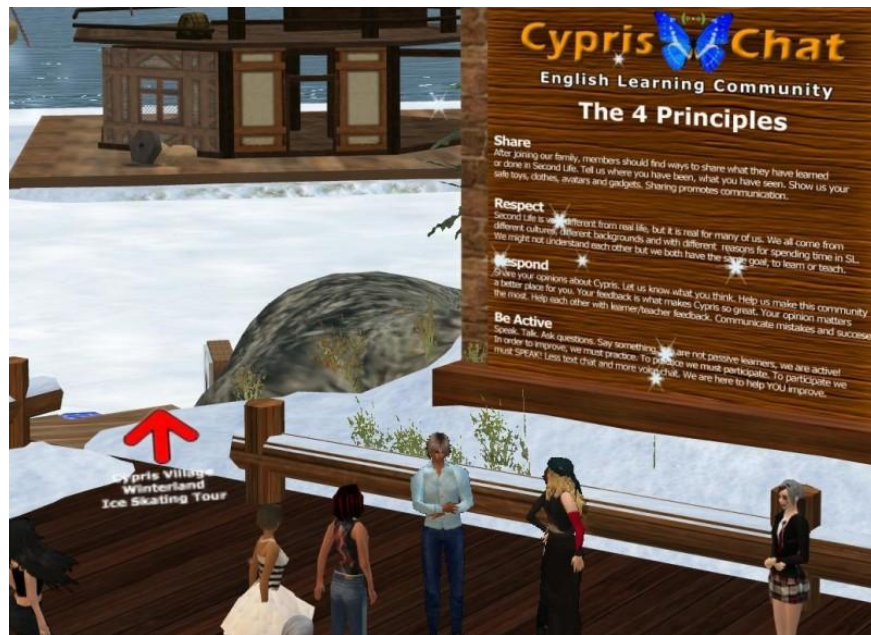 Cypris Chat
English Learning Community
The 4 Principles
Share
After joining our family, members should find ways to share what they have learned
or done in Second Life. Tell us where you have been, what you have seen. Show us your
safe toys, clothes, avatars and gadgets. Sharing promotes communication.
Respect
Second Life is different from real life, but it is real for many of us. We all come from
different cultures, different backgrounds and with different reasons for spending time in SL.
We might not understand each other but we both have the same goal, to learn or teach.
Respond
Share your opinions about Cypris. Let us know what you think. Help us make this community
a better place for you. Your feedback is what makes Cypris so great. Your opinion matters
the most. Help each other with learner/teacher feedback. Communicate mistakes and success
Be Active
Speak. Talk. Ask questions. Say something, are not passive learners, we are active!
In order to improve, we must practice. To we must participate. To participate we
must SPEAK! Less text chat and more voice chat. We are here to help YOU improve.
Cypris Village
Winterland
Ice Skating Tour